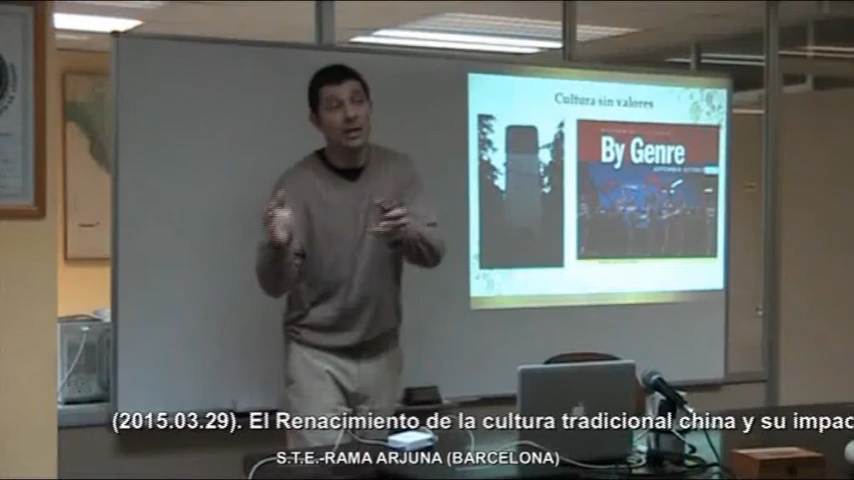 Cultura sin valores
By Genre
(2015.03.29). El Renacimiento de la cultura tradicional china y su impac
S.T.E.-RAMA ARJUNA (BARCELONA)